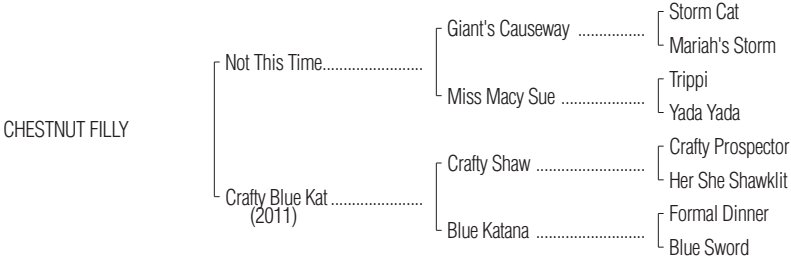 Storm Cat
Giant's Causeway ................
Mariah's Storm
Not This Time........................
Trippi
Miss Macy Sue ....................
Yada Yada
CHESTNUT FILLY
Crafty Prospector
Crafty Shaw ..........................
Her She Shawklit
Crafty Blue Kat ......................
(2011)
Formal Dinner
Blue Katana ..........................
Blue Sword